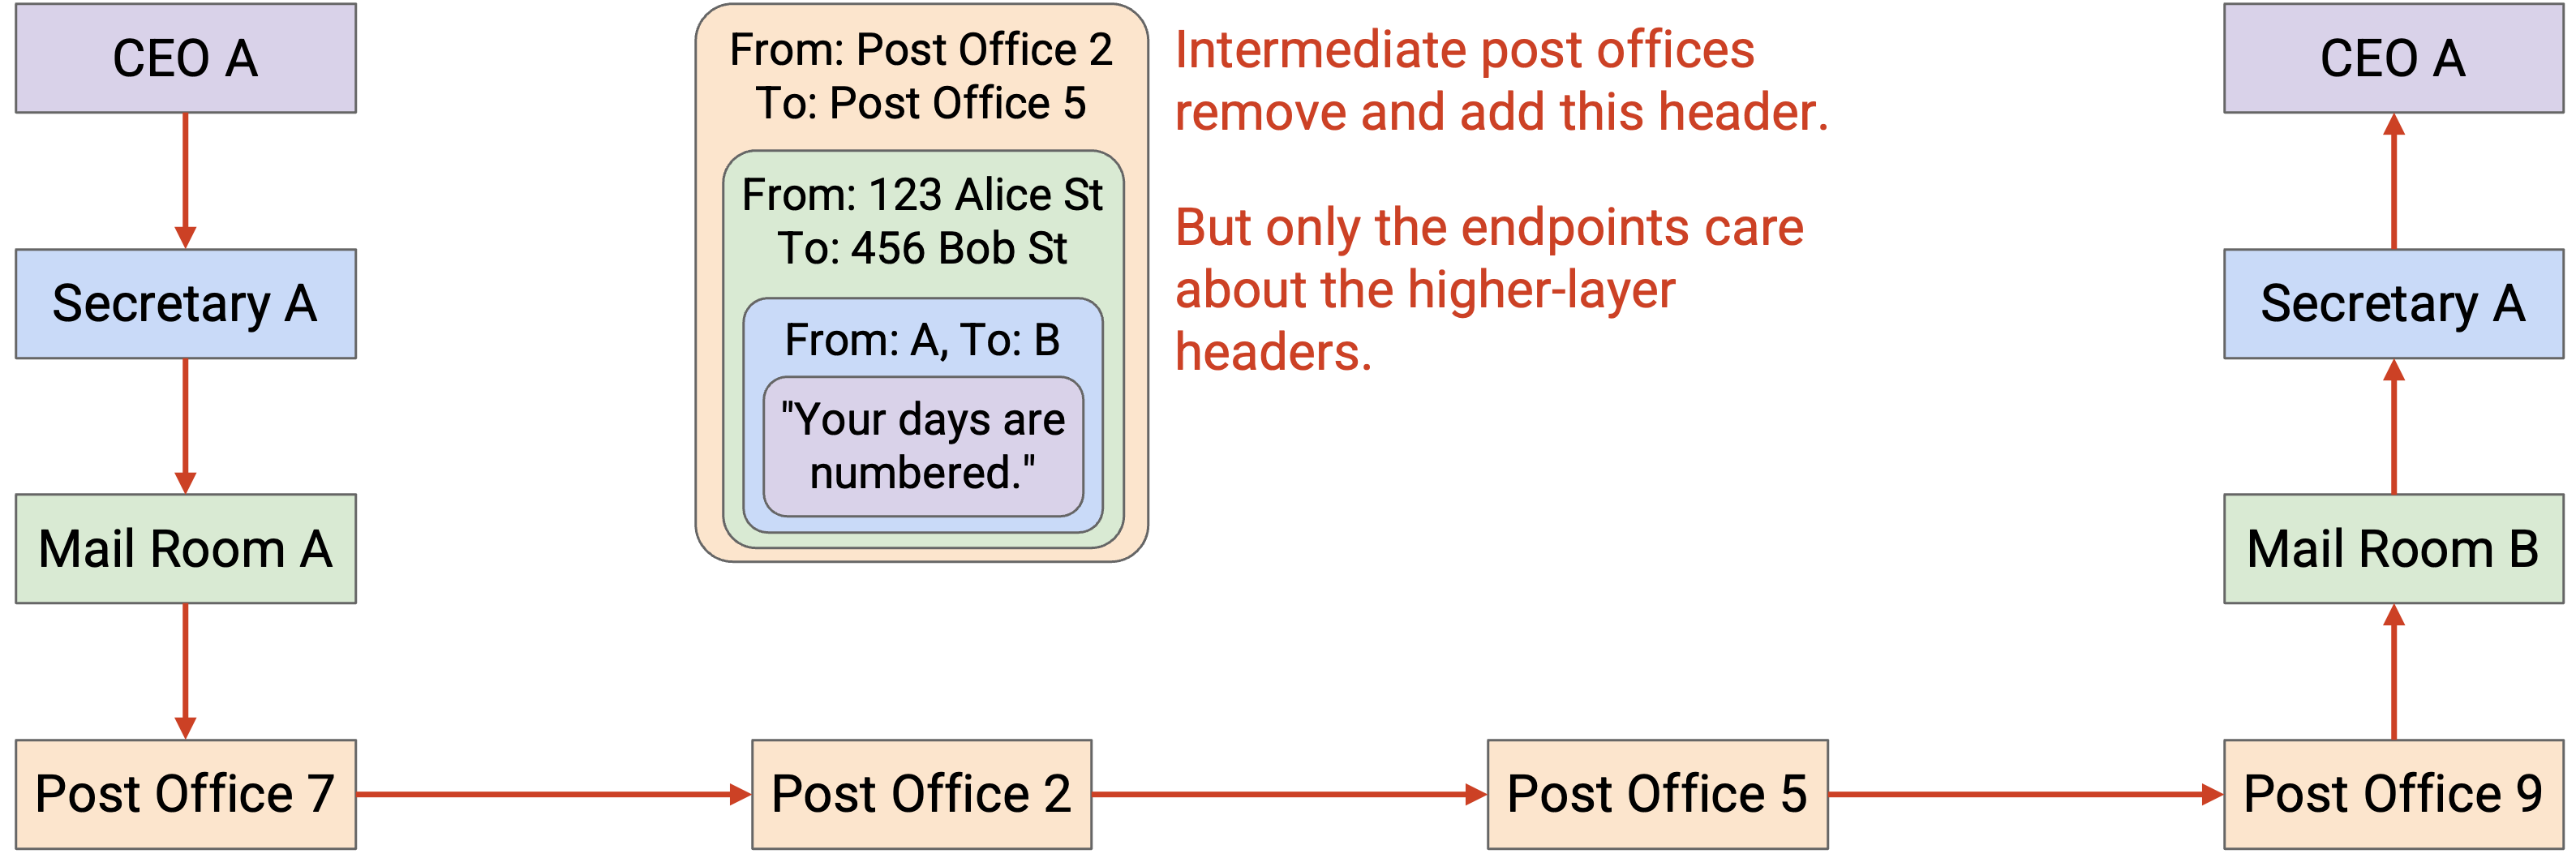 CEO A
Secretary A
Mail Room A
Post Office 7
From: Post Office 2
To: Post Office 5
From: 123 Alice St
To: 456 Bob St
From: A, To: B
"Your days are
numbered."
Intermediate post offices
remove and add this header.
But only the endpoints care
about the higher-layer
headers.
Post Office 2
Post Office 5
CEO A
Secretary A
Mail Room B
Post Office 9